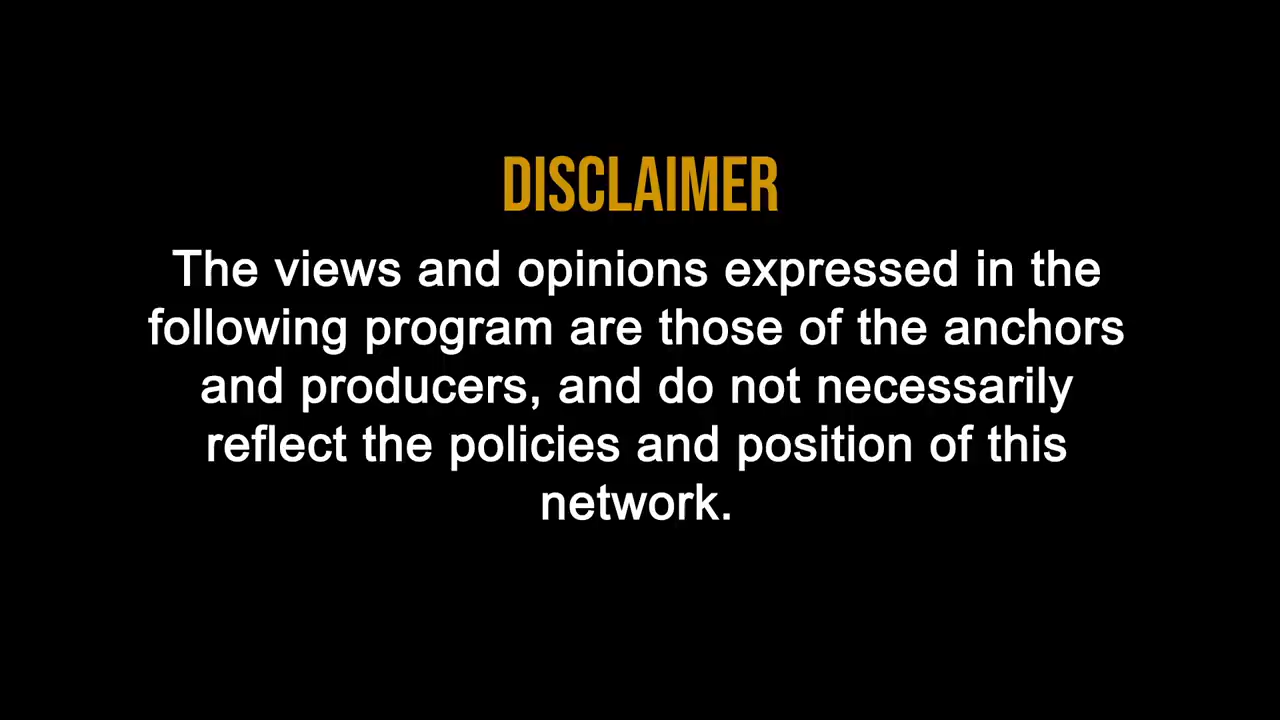 DISCLAIMER
The views and opinions expressed in the
following program are those of the anchors
and producers, and do not necessarily
reflect the policies and position of this
network.